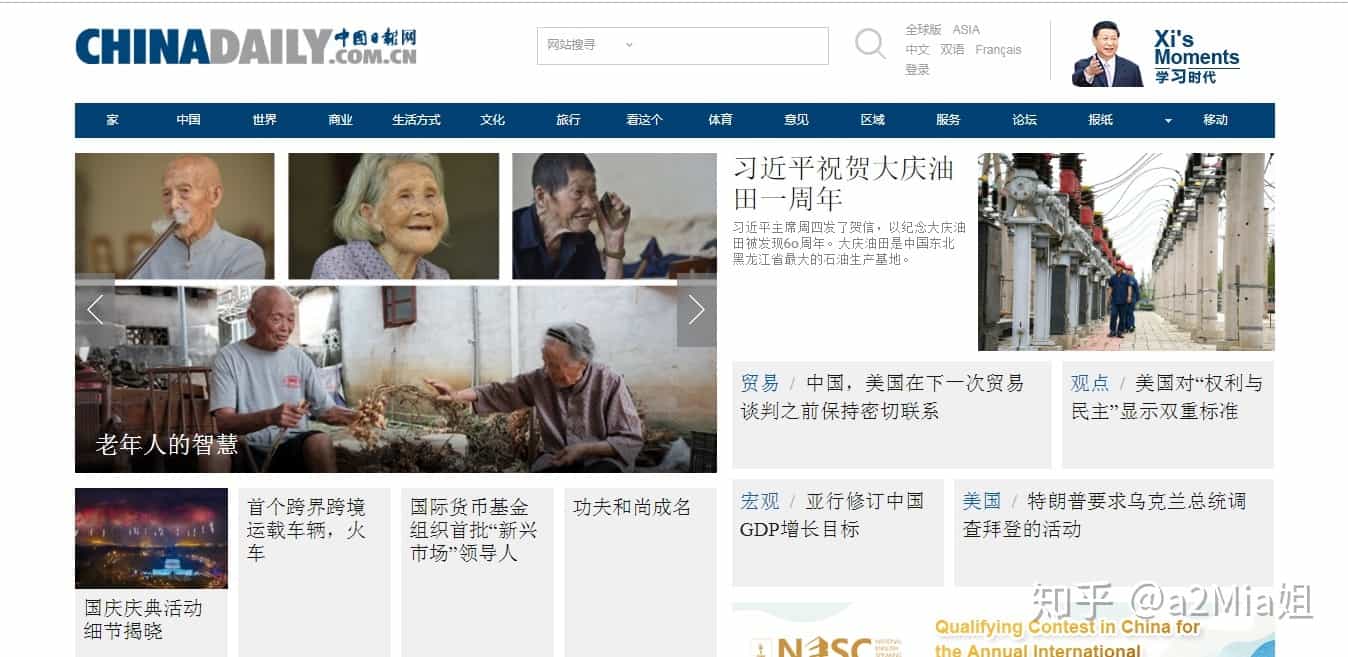 CHINADAILY 中国日報网
.COM.CN
网站搜寻
全球版 ASIA
中文 双语 Français
登录
Xi's
Moments
学习时代
家 中国 世界 商业 生活方式 文化 旅行 看这个 体育 意见 区域 服务 论坛 报纸 移动
老年人的智慧
习近平祝贺大庆油
田一周年
习近平主席周四发了贺信，以纪念大庆油
田被发现60周年。大庆油田是中国东北
黑龙江省最大的石油生产基地。
贸易 / 中国，美国在下一次贸易
谈判之前保持密切联系
观点 / 美国对“权利与
民主”显示双重标准
宏观 / 亚行修订中国
GDP增长目标
美国 / 特朗普要求乌克兰总统调
查拜登的活动
国庆庆典活动
细节揭晓
首个跨界跨境
运载车辆，火
车
国际货币基金
组织首批“新兴
市场”领导人
功夫和尚成名
Qualifying Contest in China for
the Annual International
知乎 @a2Mia姐